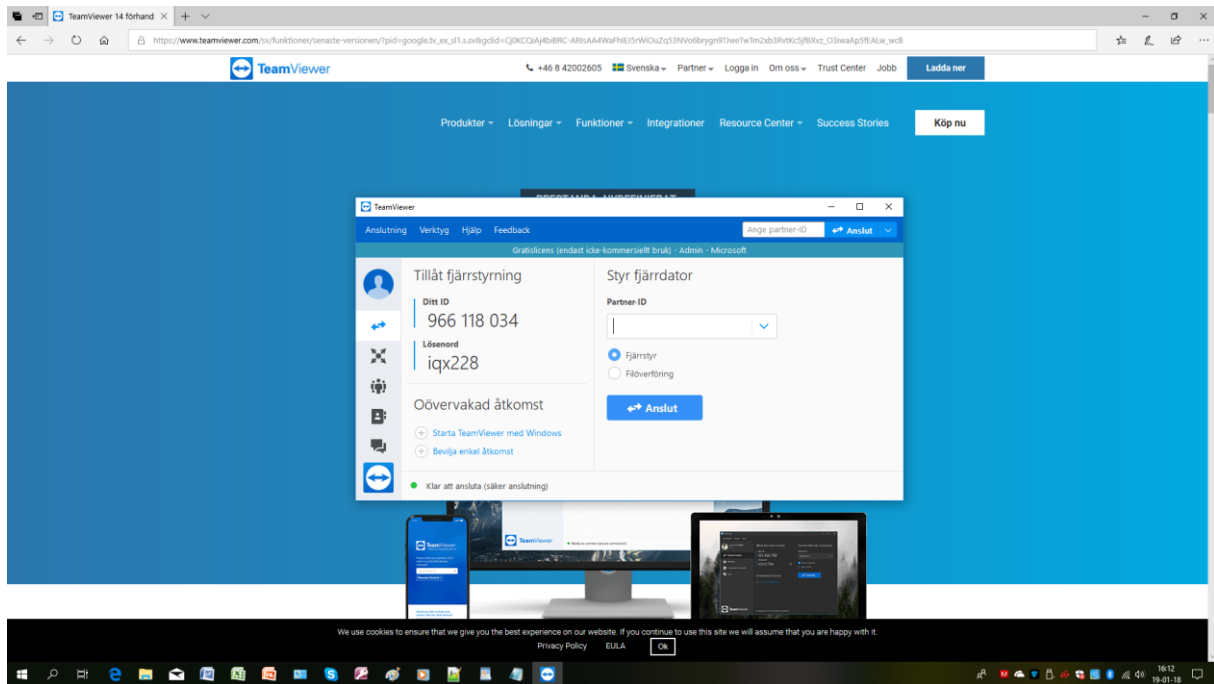 TeamViewer 14 förhand
https://www.teamviewer.com/sv/funktioner/senaste-versionen/?pid=google.tv_ex_sl1.s.sv&gclid=
TeamViewer
+46 8 42002605 Svenska Partner Logga in Om oss Trust Center Jobb Ladda ner
Produkter Lösningar Funktioner Integrationer Resource Center Success Stories Köp nu
TeamViewer
Anslutning Verktyg Hjälp Feedback Ange partner-ID Anslut
Gratislicens (endast icke-kommersiellt bruk) - Admin - Microsoft
Tillåt fjärrstyrning
Ditt ID
966 118 034
Lösenord
iqx228
Oövervakad åtkomst
Starta TeamViewer med Windows
Bevilja enkel åtkomst
Styr fjärrdator
Partner-ID
Fjärrstyr
Filöverföring
Anslut
Klar att ansluta (säker anslutning)
TeamViewer
TeamViewer
We use cookies to ensure that we give you the best experience on our website. If you continue to use this site we will assume that you are happy with it.
Privacy Policy EULA Ok
16:12
19-01-18